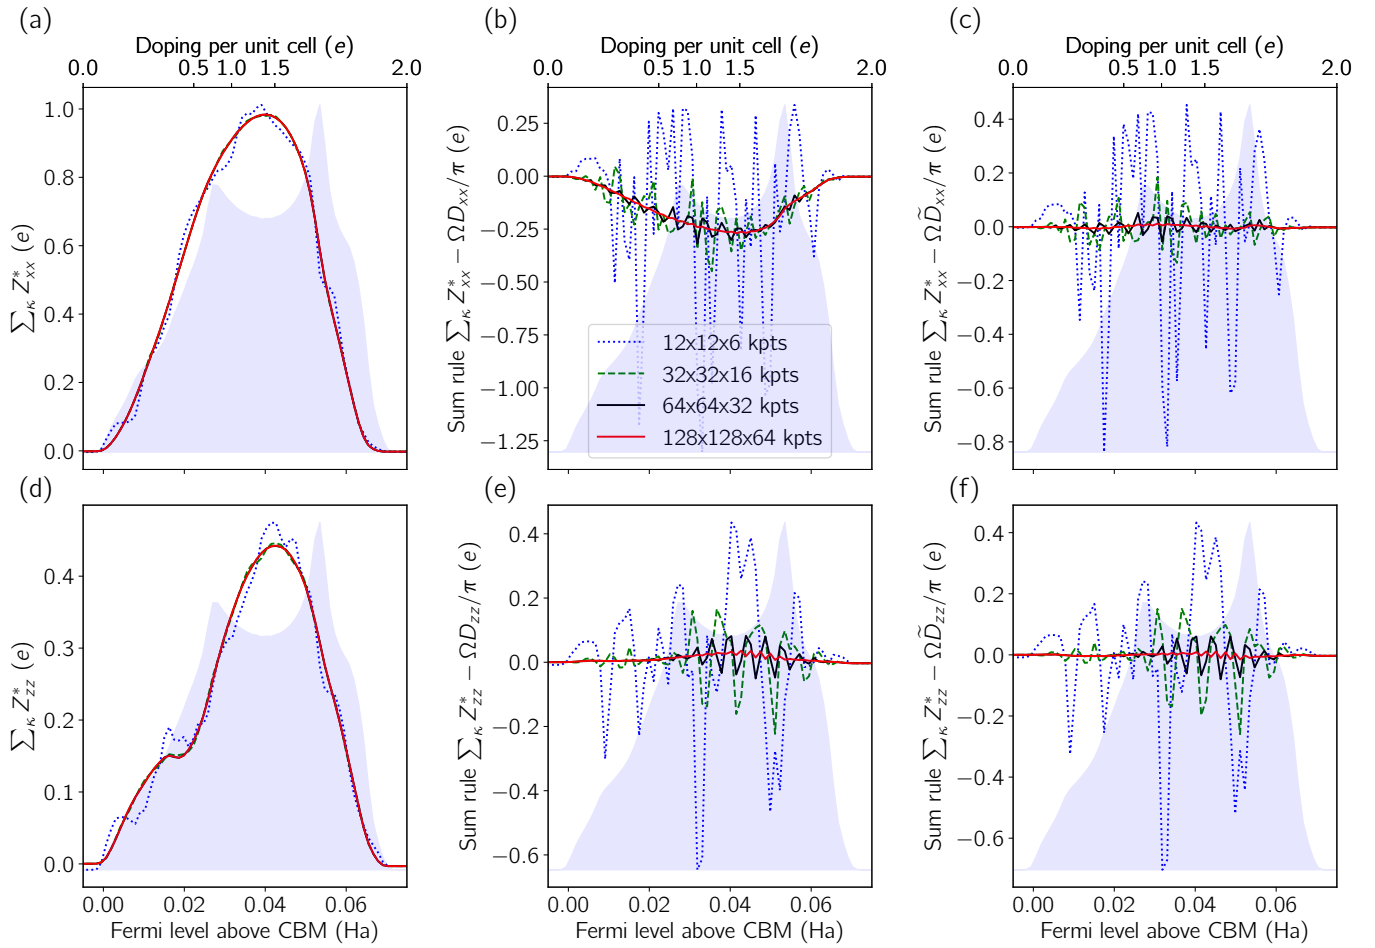 (a)
Doping per unit cell (e)
0.0 0.5 1.0 1.5 2.0
1.0
0.8
0.6
0.4
0.2
0.0
∑κ Z*xx (e)
(b)
Doping per unit cell (e)
0.0 0.5 1.0 1.5 2.0
0.25
0.00
−0.25
−0.50
−0.75
−1.00
−1.25
Sum rule ∑κ Z*xx − ΩDxx/π (e)
12x12x6 kpts
32x32x16 kpts
64x64x32 kpts
128x128x64 kpts
(c)
Doping per unit cell (e)
0.0 0.5 1.0 1.5 2.0
0.4
0.2
0.0
−0.2
−0.4
−0.6
−0.8
Sum rule ∑κ Z*xx − ΩD̃xx/π (e)
(d)
0.4
0.3
0.2
0.1
0.0
∑κ Z*zz (e)
0.00 0.02 0.04 0.06
Fermi level above CBM (Ha)
(e)
0.4
0.2
0.0
−0.2
−0.4
−0.6
Sum rule ∑κ Z*zz − ΩDzz/π (e)
0.00 0.02 0.04 0.06
Fermi level above CBM (Ha)
(f)
0.4
0.2
0.0
−0.2
−0.4
−0.6
Sum rule ∑κ Z*zz − ΩD̃zz/π (e)
0.00 0.02 0.04 0.06
Fermi level above CBM (Ha)